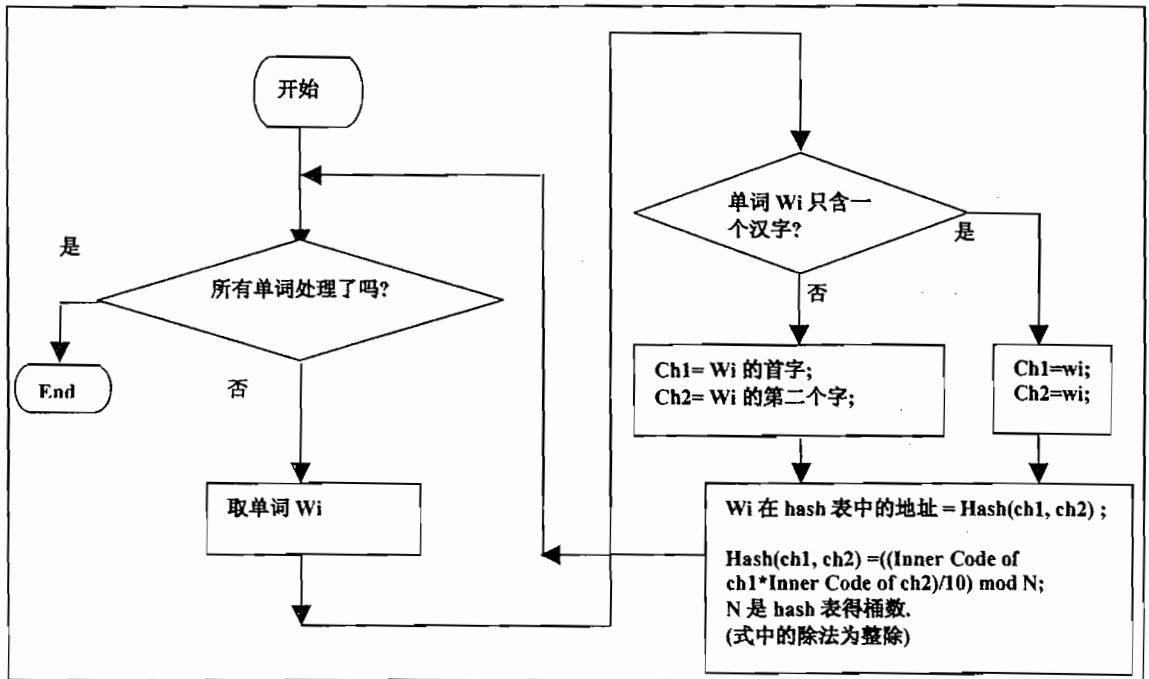 开始
是
所有单词处理了吗?
End
否
取单词 Wi
单词 Wi 只含一
个汉字?
是
否
Ch1= Wi 的首字;
Ch2= Wi 的第二个字;
Ch1=wi;
Ch2=wi;
Wi 在 hash 表中的地址 = Hash(ch1, ch2) ;
Hash(ch1, ch2) =((Inner Code of
ch1*Inner Code of ch2)/10) mod N;
N 是 hash 表得桶数.
(式中的除法为整除)